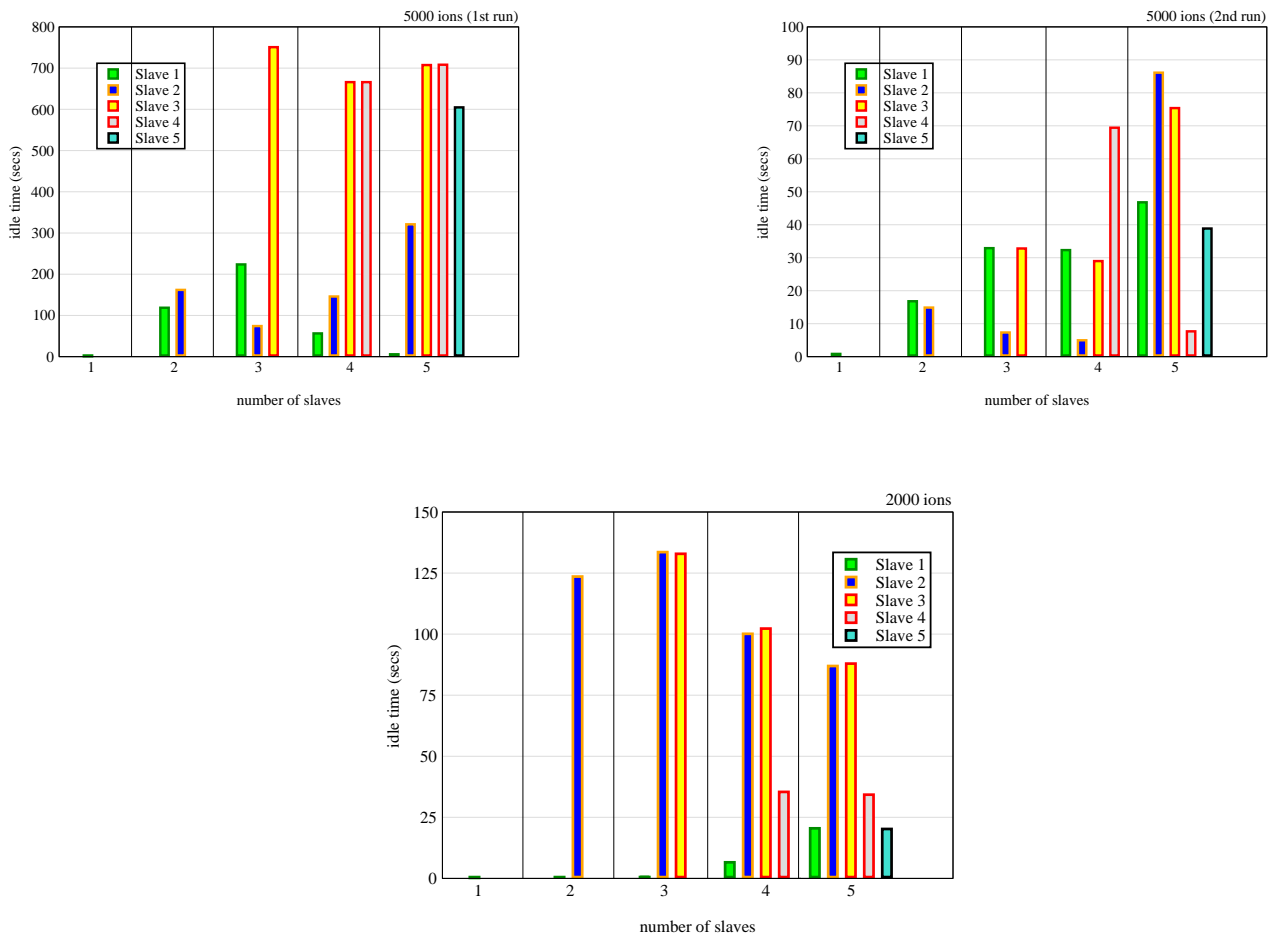 5000 ions (1st run)
800
700
600
500
400
300
200
100
0
idle time (secs)
Slave 1
Slave 2
Slave 3
Slave 4
Slave 5
1 2 3 4 5
number of slaves
5000 ions (2nd run)
100
90
80
70
60
50
40
30
20
10
0
idle time (secs)
Slave 1
Slave 2
Slave 3
Slave 4
Slave 5
1 2 3 4 5
number of slaves
2000 ions
150
125
100
75
50
25
0
idle time (secs)
Slave 1
Slave 2
Slave 3
Slave 4
Slave 5
1 2 3 4 5
number of slaves